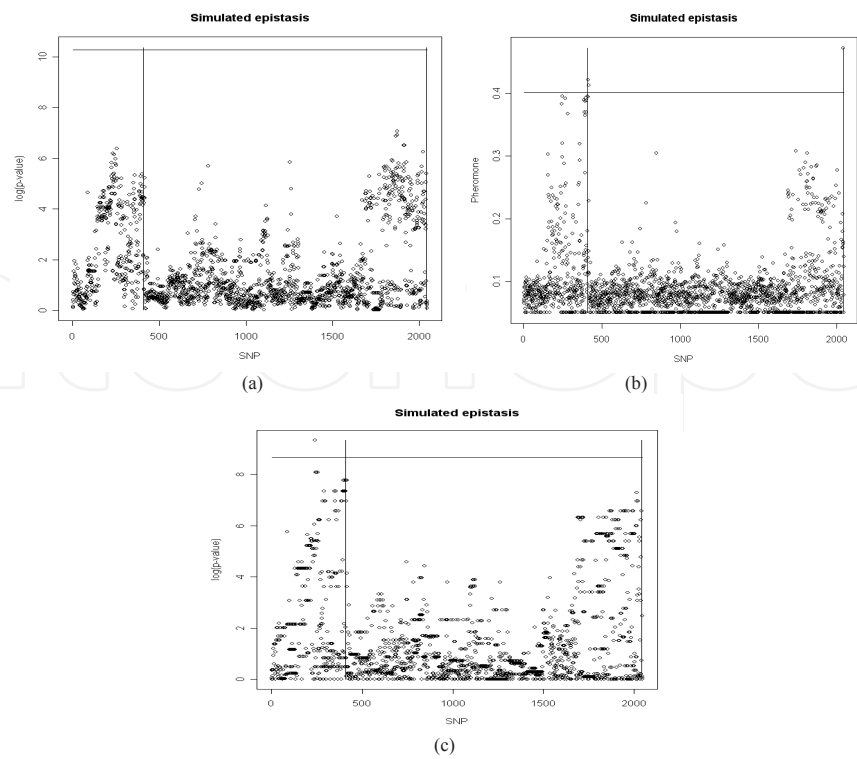 Simulated epistasis
log(p-value)
10
8
6
4
2
0
0 500 1000 1500 2000
SNP
(a)
Simulated epistasis
Pheromone
0.4
0.3
0.2
0.1
0 500 1000 1500 2000
SNP
(b)
Simulated epistasis
log(p-value)
8
6
4
2
0
0 500 1000 1500 2000
SNP
(c)